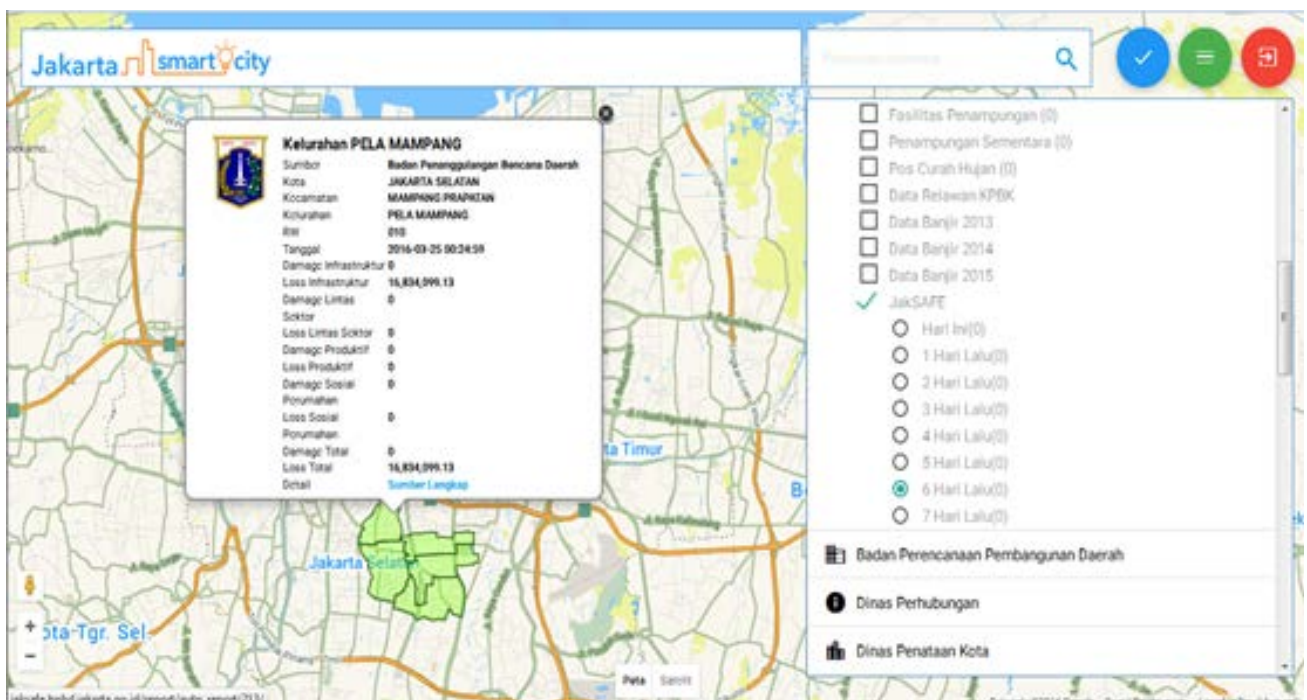 Jakarta smart city
Kelurahan PELA MAMPANG
Sumber Badan Penanggulangan Bencana Daerah
Kota JAKARTA SELATAN
Kecamatan MAMPANG PRAPATAN
Kelurahan PELA MAMPANG
RW 010
Tanggal 2016-03-25 00:24:59
Damage Infrastruktur 0
Loss Infrastruktur 16,834,099.13
Damage Lintas 0
Sektor
Loss Lintas Sektor 0
Damage Produktif 0
Loss Produktif 0
Damage Sosial 0
Perumahan
Loss Sosial 0
Perumahan
Damage Total 0
Loss Total 16,834,099.13
Detail Sumber Lengkap
ta Timur
Jakarta Selatan
ota-Tgr. Sel
+
−
Peta Satelit
Fasilitas Penampungan (0)
Penampungan Sementara (0)
Pos Curah Hujan (0)
Data Relawan KPBK
Data Banjir 2013
Data Banjir 2014
Data Banjir 2015
JakSAFE
Hari Ini(0)
1 Hari Lalu(0)
2 Hari Lalu(0)
3 Hari Lalu(0)
4 Hari Lalu(0)
5 Hari Lalu(0)
6 Hari Lalu(0)
7 Hari Lalu(0)
Badan Perencanaan Pembangunan Daerah
Dinas Perhubungan
Dinas Penataan Kota